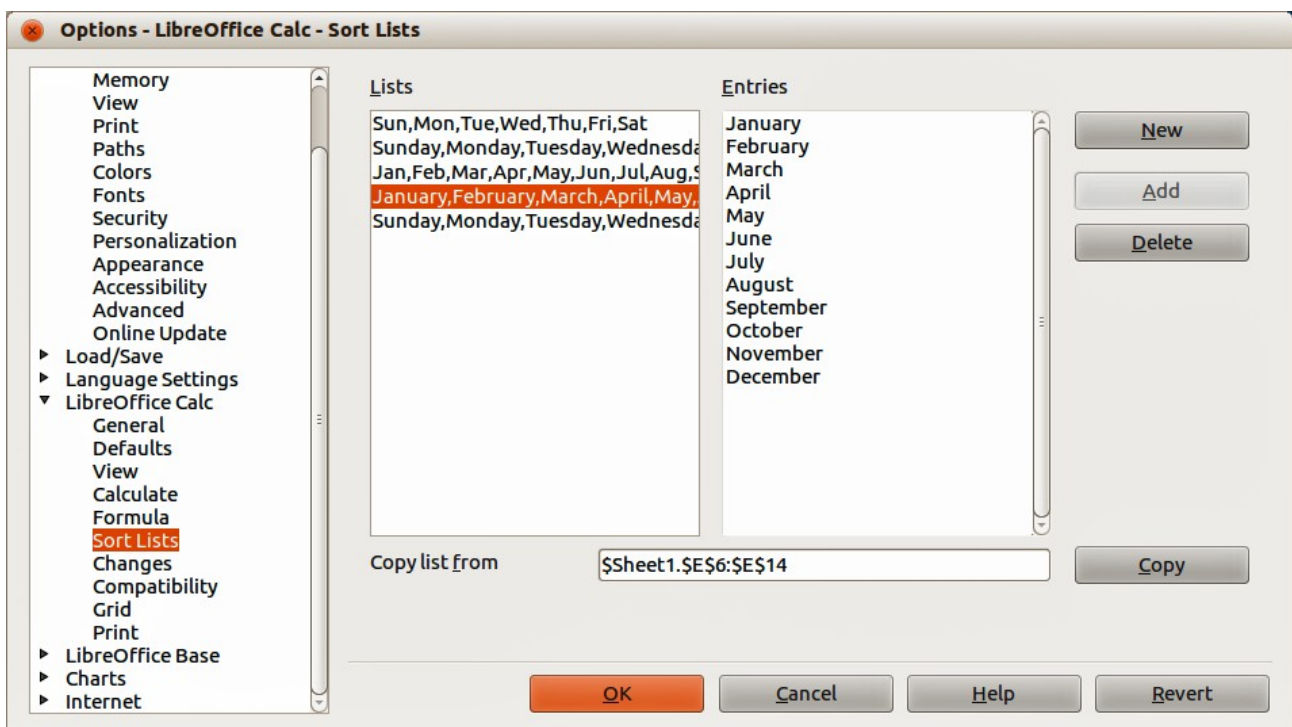 Options - LibreOffice Calc - Sort Lists
Memory
View
Print
Paths
Colors
Fonts
Security
Personalization
Appearance
Accessibility
Advanced
Online Update
Load/Save
Language Settings
LibreOffice Calc
General
Defaults
View
Calculate
Formula
Sort Lists
Changes
Compatibility
Grid
Print
LibreOffice Base
Charts
Internet
Lists
Sun,Mon,Tue,Wed,Thu,Fri,Sat
Sunday,Monday,Tuesday,Wednesda
Jan,Feb,Mar,Apr,May,Jun,Jul,Aug,S
January,February,March,April,May,
Sunday,Monday,Tuesday,Wednesda
Entries
January
February
March
April
May
June
July
August
September
October
November
December
New
Add
Delete
Copy list from
$Sheet1.$E$6:$E$14
Copy
OK
Cancel
Help
Revert